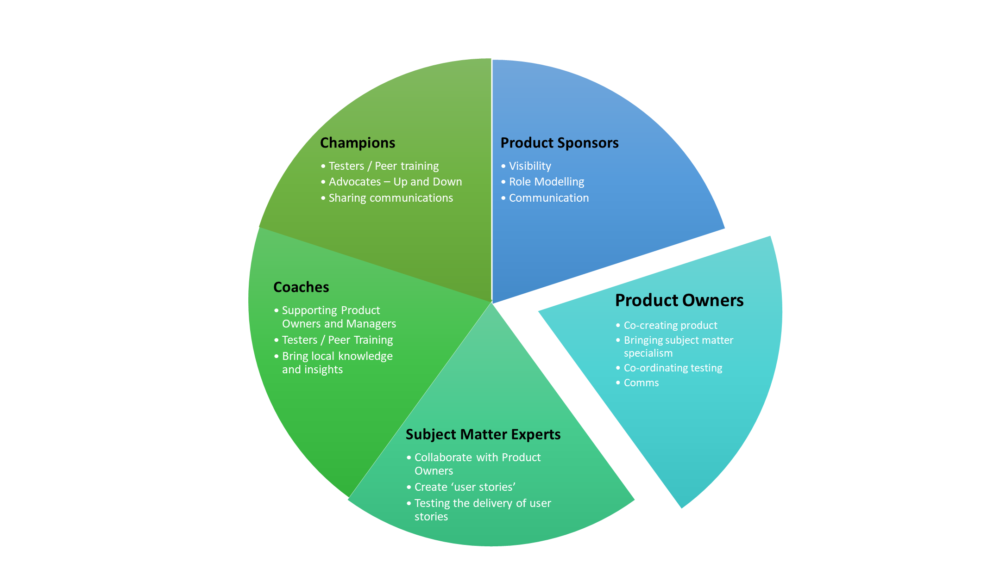 Champions
• Testers / Peer training
• Advocates – Up and Down
• Sharing communications
Product Sponsors
• Visibility
• Role Modelling
• Communication
Coaches
• Supporting Product
Owners and Managers
• Testers / Peer Training
• Bring local knowledge
and insights
Product Owners
• Co-creating product
• Bringing subject matter
specialism
• Co-ordinating testing
• Comms
Subject Matter Experts
• Collaborate with Product
Owners
• Create ‘user stories’
• Testing the delivery of user
stories